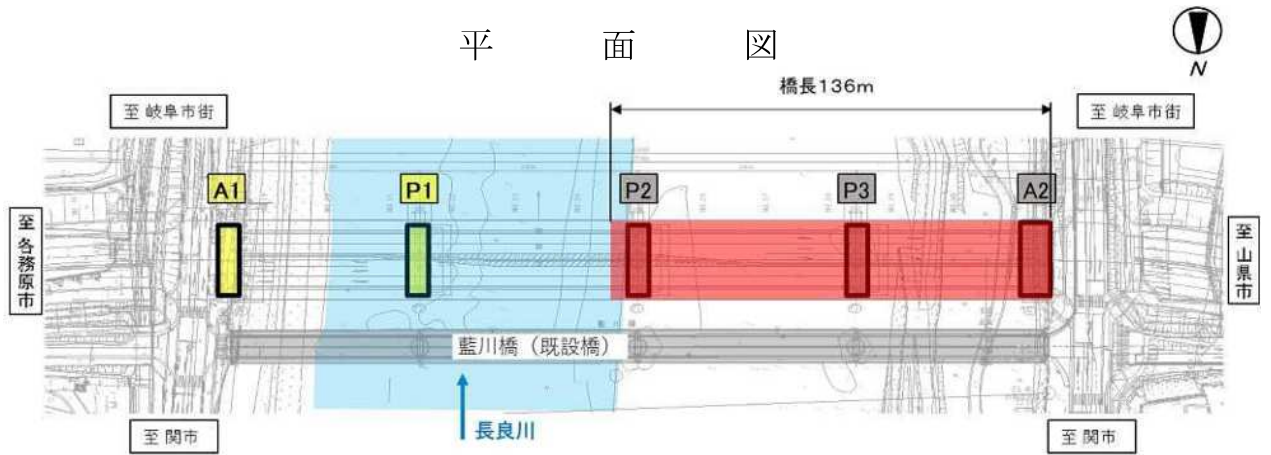 平面図
N
橋長136m
至 岐阜市街
至 岐阜市街
A1
P1
P2
P3
A2
至 各務原市
至 山県市
藍川橋（既設橋）
長良川
至 関市
至 関市